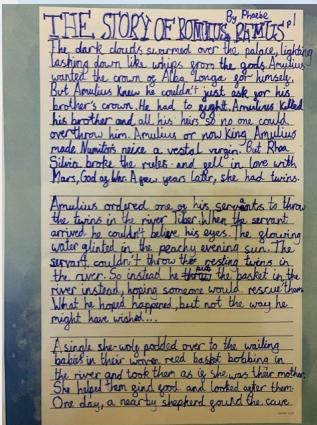 THE STORY OF ROMULUS, REMUS
By Phoebe
p1
The dark clouds swarmed over the palace, lighting
lashing down like whips from the gods. Amulius
wanted the crown of Alba Longa for himself.
But Amulius knew he couldn't just ask for his
brother's crown. He had to fight. Amulius killed
his brother and all his heirs so no one could
overthrow him. Amulius or now King Amulius
made Numitors neice a vestal virgin. But Rhea
Silvia broke the rules and fell in love with
Mars, God of War. A few years later, she had twins.
Amulius ordered one of his servants to throw
the twins in the river Tiber. When the servant
arrived he couldn't believe his eyes. The glowing
water glinted in the peachy evening sun. The
servant couldn't throw the resting twins in
the river. So instead he put the basket in the
river instead, hoping someone would rescue them.
What he hoped happened, but not the way he
might have wished...
A single she-wolf padded over to the wailing
babies in their woven reed basket bobbing in
the river and took them as if she was their mother.
She helped them find food and looked after them.
One day, a nearby shepherd found the cave